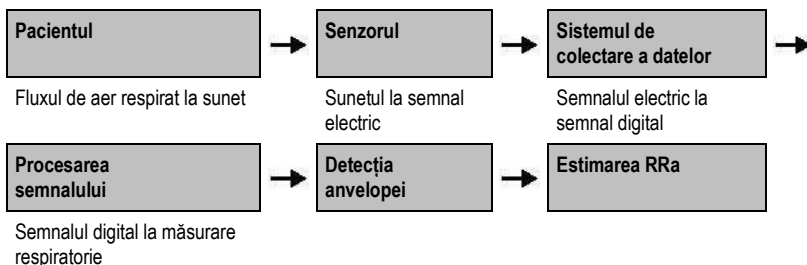 Pacientul
Senzorul
Sistemul de
colectare a datelor
Fluxul de aer respirat la sunet
Sunetul la semnal
electric
Semnalul electric la
semnal digital
Procesarea
semnalului
Detecția
anvelopei
Estimarea RRa
Semnalul digital la măsurare
respiratorie